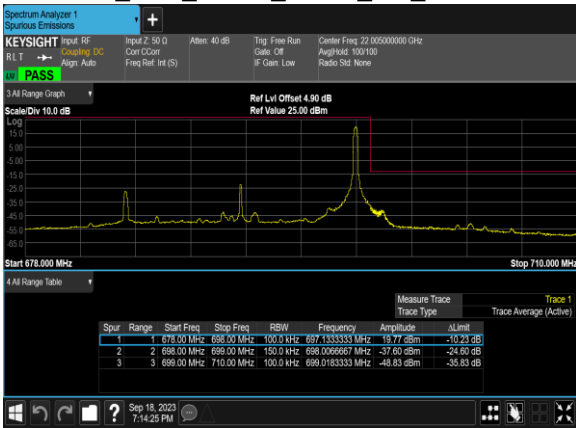 Spectrum Analyzer 1
Spurious Emissions
KEYSIGHT Input: RF Input Z: 50 Ω Atten: 40 dB Trig: Free Run Center Freq: 22.005000000 GHz
RLT Coupling: DC Corr CCorr Gate: Off Avg|Hold: 100/100
Align: Auto Freq Ref: Int (S) IF Gain: Low Radio Std: None
PASS
3 All Range Graph
Ref Lvl Offset 4.90 dB
Scale/Div 10.0 dB Ref Value 25.00 dBm
Log
15.0
5.00
-5.00
-15.0
-25.0
-35.0
-45.0
-55.0
-65.0
Start 678.000 MHz Stop 710.000 MHz
4 All Range Table
Measure Trace Trace 1
Trace Type Trace Average (Active)
Spur Range Start Freq Stop Freq RBW Frequency Amplitude ΔLimit
1 1 678.00 MHz 698.00 MHz 100.0 kHz 697.1333333 MHz 19.77 dBm -10.23 dB
2 2 698.00 MHz 699.00 MHz 150.0 kHz 698.0066667 MHz -37.60 dBm -24.60 dB
3 3 699.00 MHz 710.00 MHz 100.0 kHz 699.0183333 MHz -48.83 dBm -35.83 dB
? Sep 18, 2023
7:14:25 PM